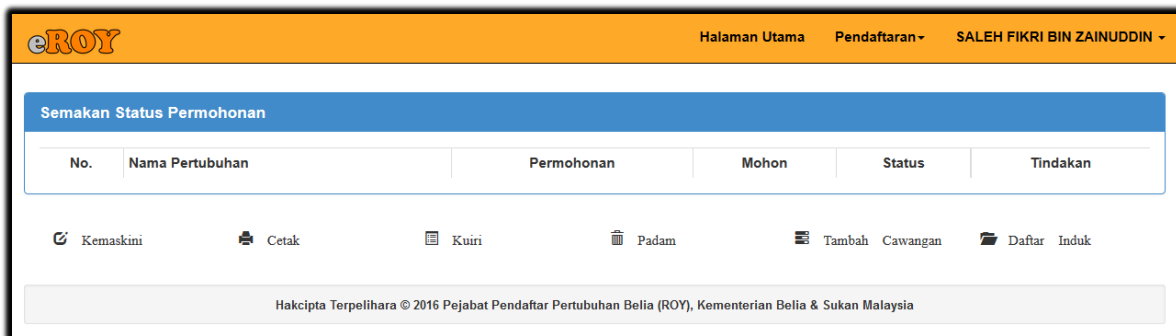 eROY Halaman Utama Pendaftaran SALEH FIKRI BIN ZAINUDDIN
Semakan Status Permohonan
No. Nama Pertubuhan Permohonan Mohon Status Tindakan
Kemaskini Cetak Kuiri Padam Tambah Cawangan Daftar Induk
Hakcipta Terpelihara © 2016 Pejabat Pendaftar Pertubuhan Belia (ROY), Kementerian Belia & Sukan Malaysia